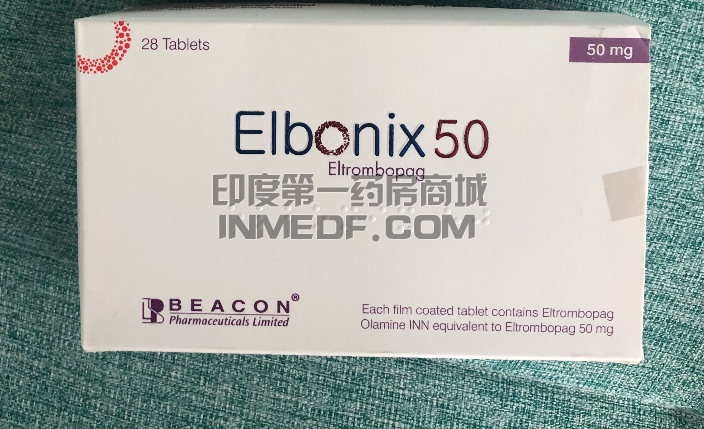 28 Tablets
50 mg
Elbonix 50
Eltrombopag
印度第一药房商城
INMEDF.COM
BEACON®
Pharmaceuticals Limited
Each film coated tablet contains Eltrombopag
Olamine INN equivalent to Eltrombopag 50 mg